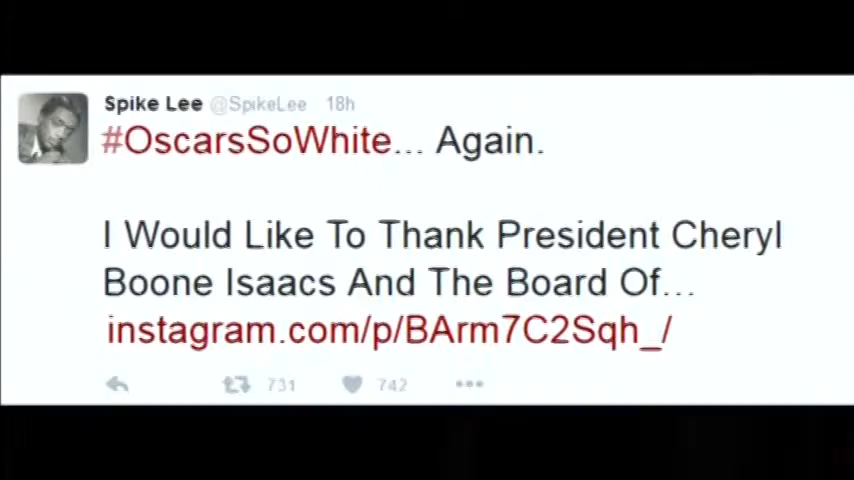 Spike Lee @SpikeLee 18h
#OscarsSoWhite... Again.
I Would Like To Thank President Cheryl
Boone Isaacs And The Board Of...
instagram.com/p/BArm7C2Sqh_/
731 742